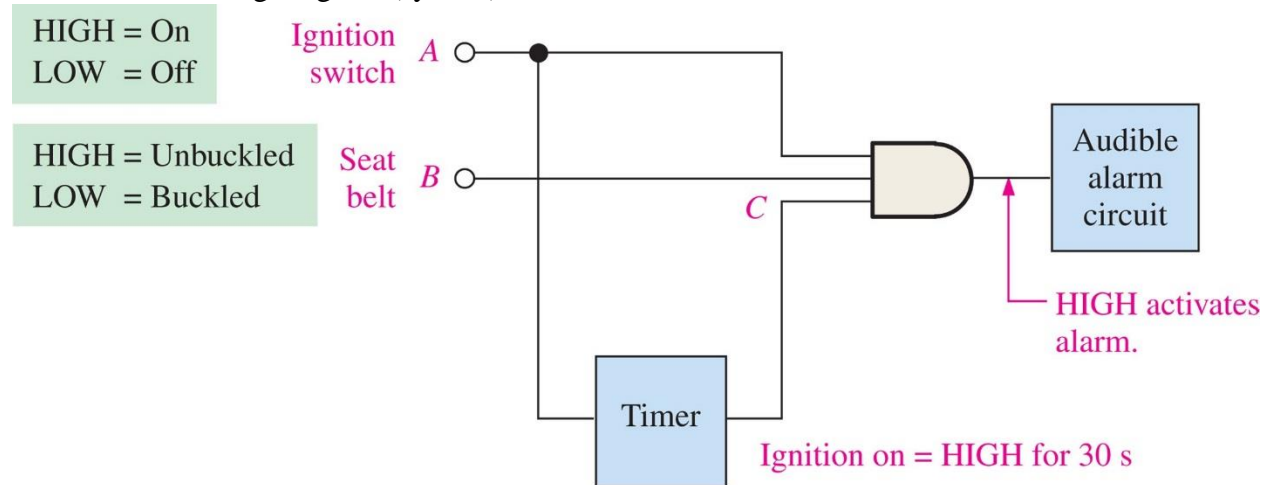 HIGH = On
LOW = Off
Ignition
switch
A
HIGH = Unbuckled
LOW = Buckled
Seat
belt
B
C
Audible
alarm
circuit
HIGH activates
alarm.
Timer
Ignition on = HIGH for 30 s